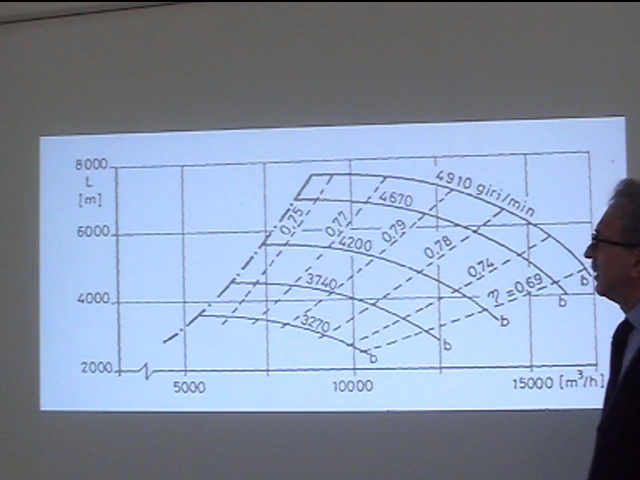 8000
L
[m]
6000
4000
2000
5000
10000
15000 [m³/h]
4910 giri/min
4670
4200
3740
3270
0.75
0.77
0.79
0.78
0.74
η = 0.69
b
b
b
b
b